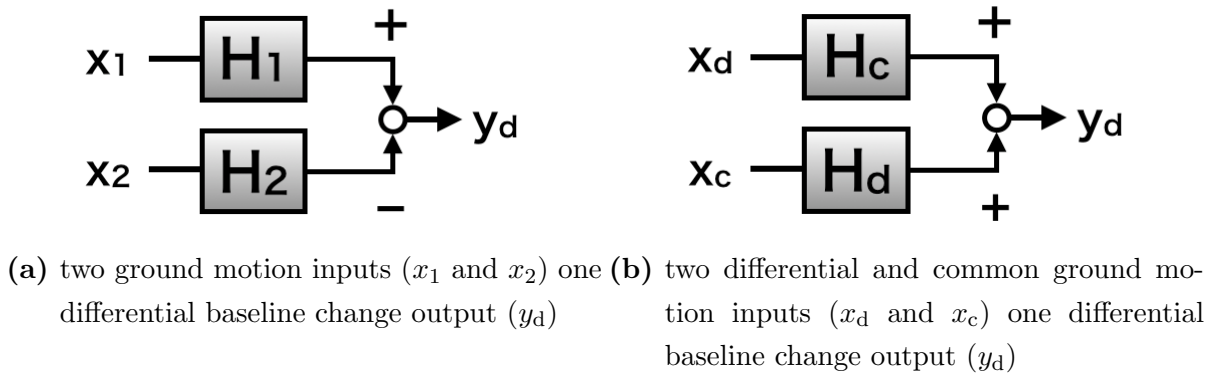 +
x1 H1
yd
x2 H2
−
+
xd Hc
yd
xc Hd
+
(a) two ground motion inputs (x1 and x2) one
differential baseline change output (yd)
(b) two differential and common ground mo-
tion inputs (xd and xc) one differential
baseline change output (yd)